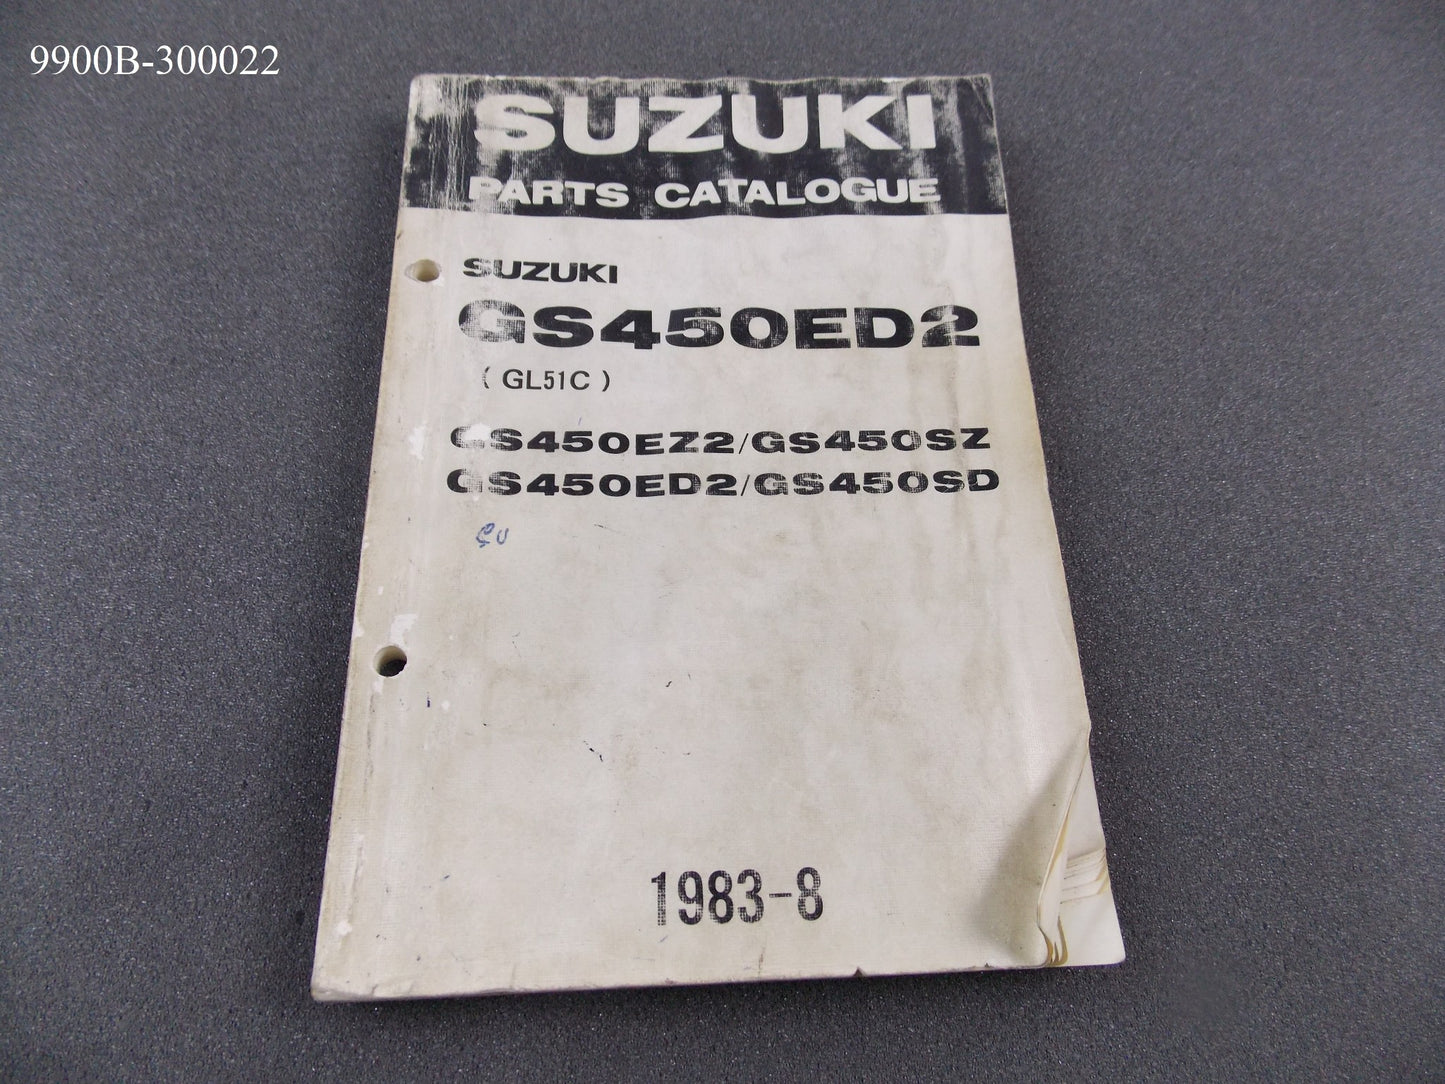 9900B-300022
SUZUKI
PARTS CATALOGUE
SUZUKI
GS450ED2
( GL51C )
GS450EZ2/GS450SZ
GS450ED2/GS450SD
1983-8